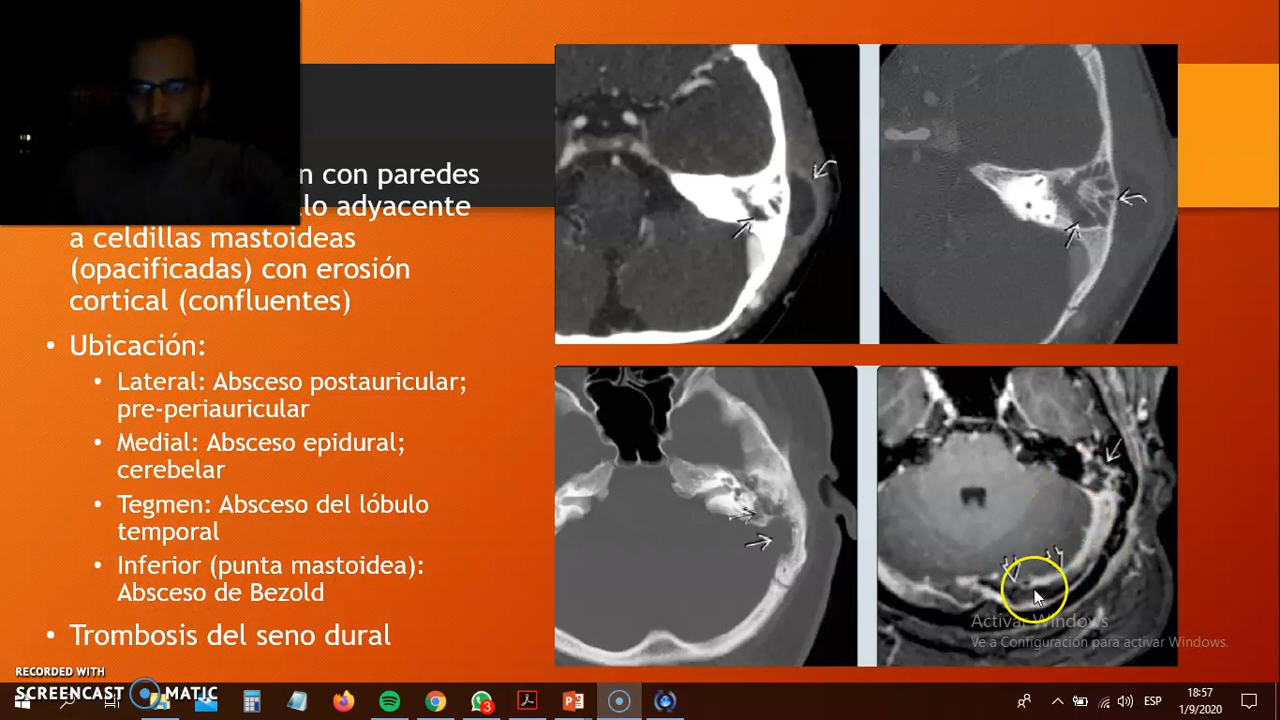 n con paredes
lo adyacente
a celdillas mastoideas
(opacificadas) con erosión
cortical (confluentes)
• Ubicación:
• Lateral: Absceso postauricular;
pre-periauricular
• Medial: Absceso epidural;
cerebelar
• Tegmen: Absceso del lóbulo
temporal
• Inferior (punta mastoidea):
Absceso de Bezold
• Trombosis del seno dural
Activar Windows
Ve a Configuración para activar Windows.
RECORDED WITH
SCREENCAST MATIC
3
ESP
18:57
1/9/2020